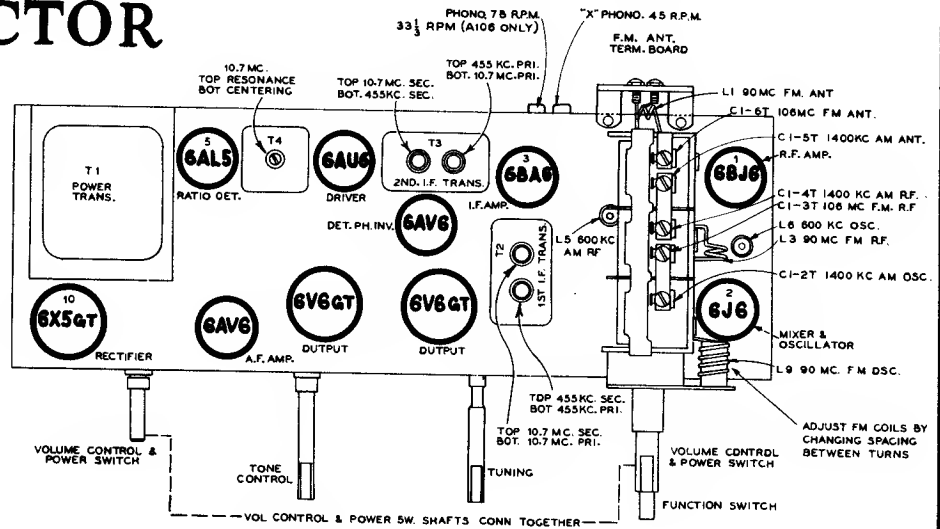 CTOR
PHONO. 78 R.P.M.
33⅓ RPM (A106 ONLY)
"X" PHONO. 45 R.P.M.
F.M. ANT.
TERM. BOARD
10.7 MC.
TOP RESONANCE
BOT CENTERING
TOP 10.7 MC. SEC.
BOT. 455KC. SEC.
TOP 455 KC. PRI.
BOT. 10.7 MC. PRI.
L1 90MC FM. ANT
C1-6T 106MC FM ANT.
C1-5T 1400KC AM ANT.
R.F. AMP.
C1-4T 1400 KC AM RF.
C1-3T 106 MC F.M. R.F
L6 600 KC OSC.
L3 90 MC FM R.F.
C1-2T 1400 KC AM OSC.
MIXER &
OSCILLATOR
L9 90 MC. FM OSC.
ADJUST FM COILS BY
CHANGING SPACING
BETWEEN TURNS
T1
POWER
TRANS.
5
6AL5
RATIO DET.
T4
6AU6
DRIVER
T3
2ND. I.F. TRANS.
3
6BA6
I.F. AMP.
1
6BJ6
DET. PH. INV.
6AV6
L5 600 KC
AM RF
T2
1ST I.F. TRANS.
10
6X5GT
RECTIFIER
6AV6
A.F. AMP.
6V6GT
OUTPUT
6V6GT
OUTPUT
2
6J6
TOP 455KC. SEC.
BOT 455KC. PRI.
TOP 10.7 MC. SEC.
BOT. 10.7 MC. PRI.
VOLUME CONTROL &
POWER SWITCH
TONE
CONTROL
TUNING
VOLUME CONTROL
& POWER SWITCH
FUNCTION SWITCH
VOL CONTROL & POWER SW. SHAFTS CONN TOGETHER